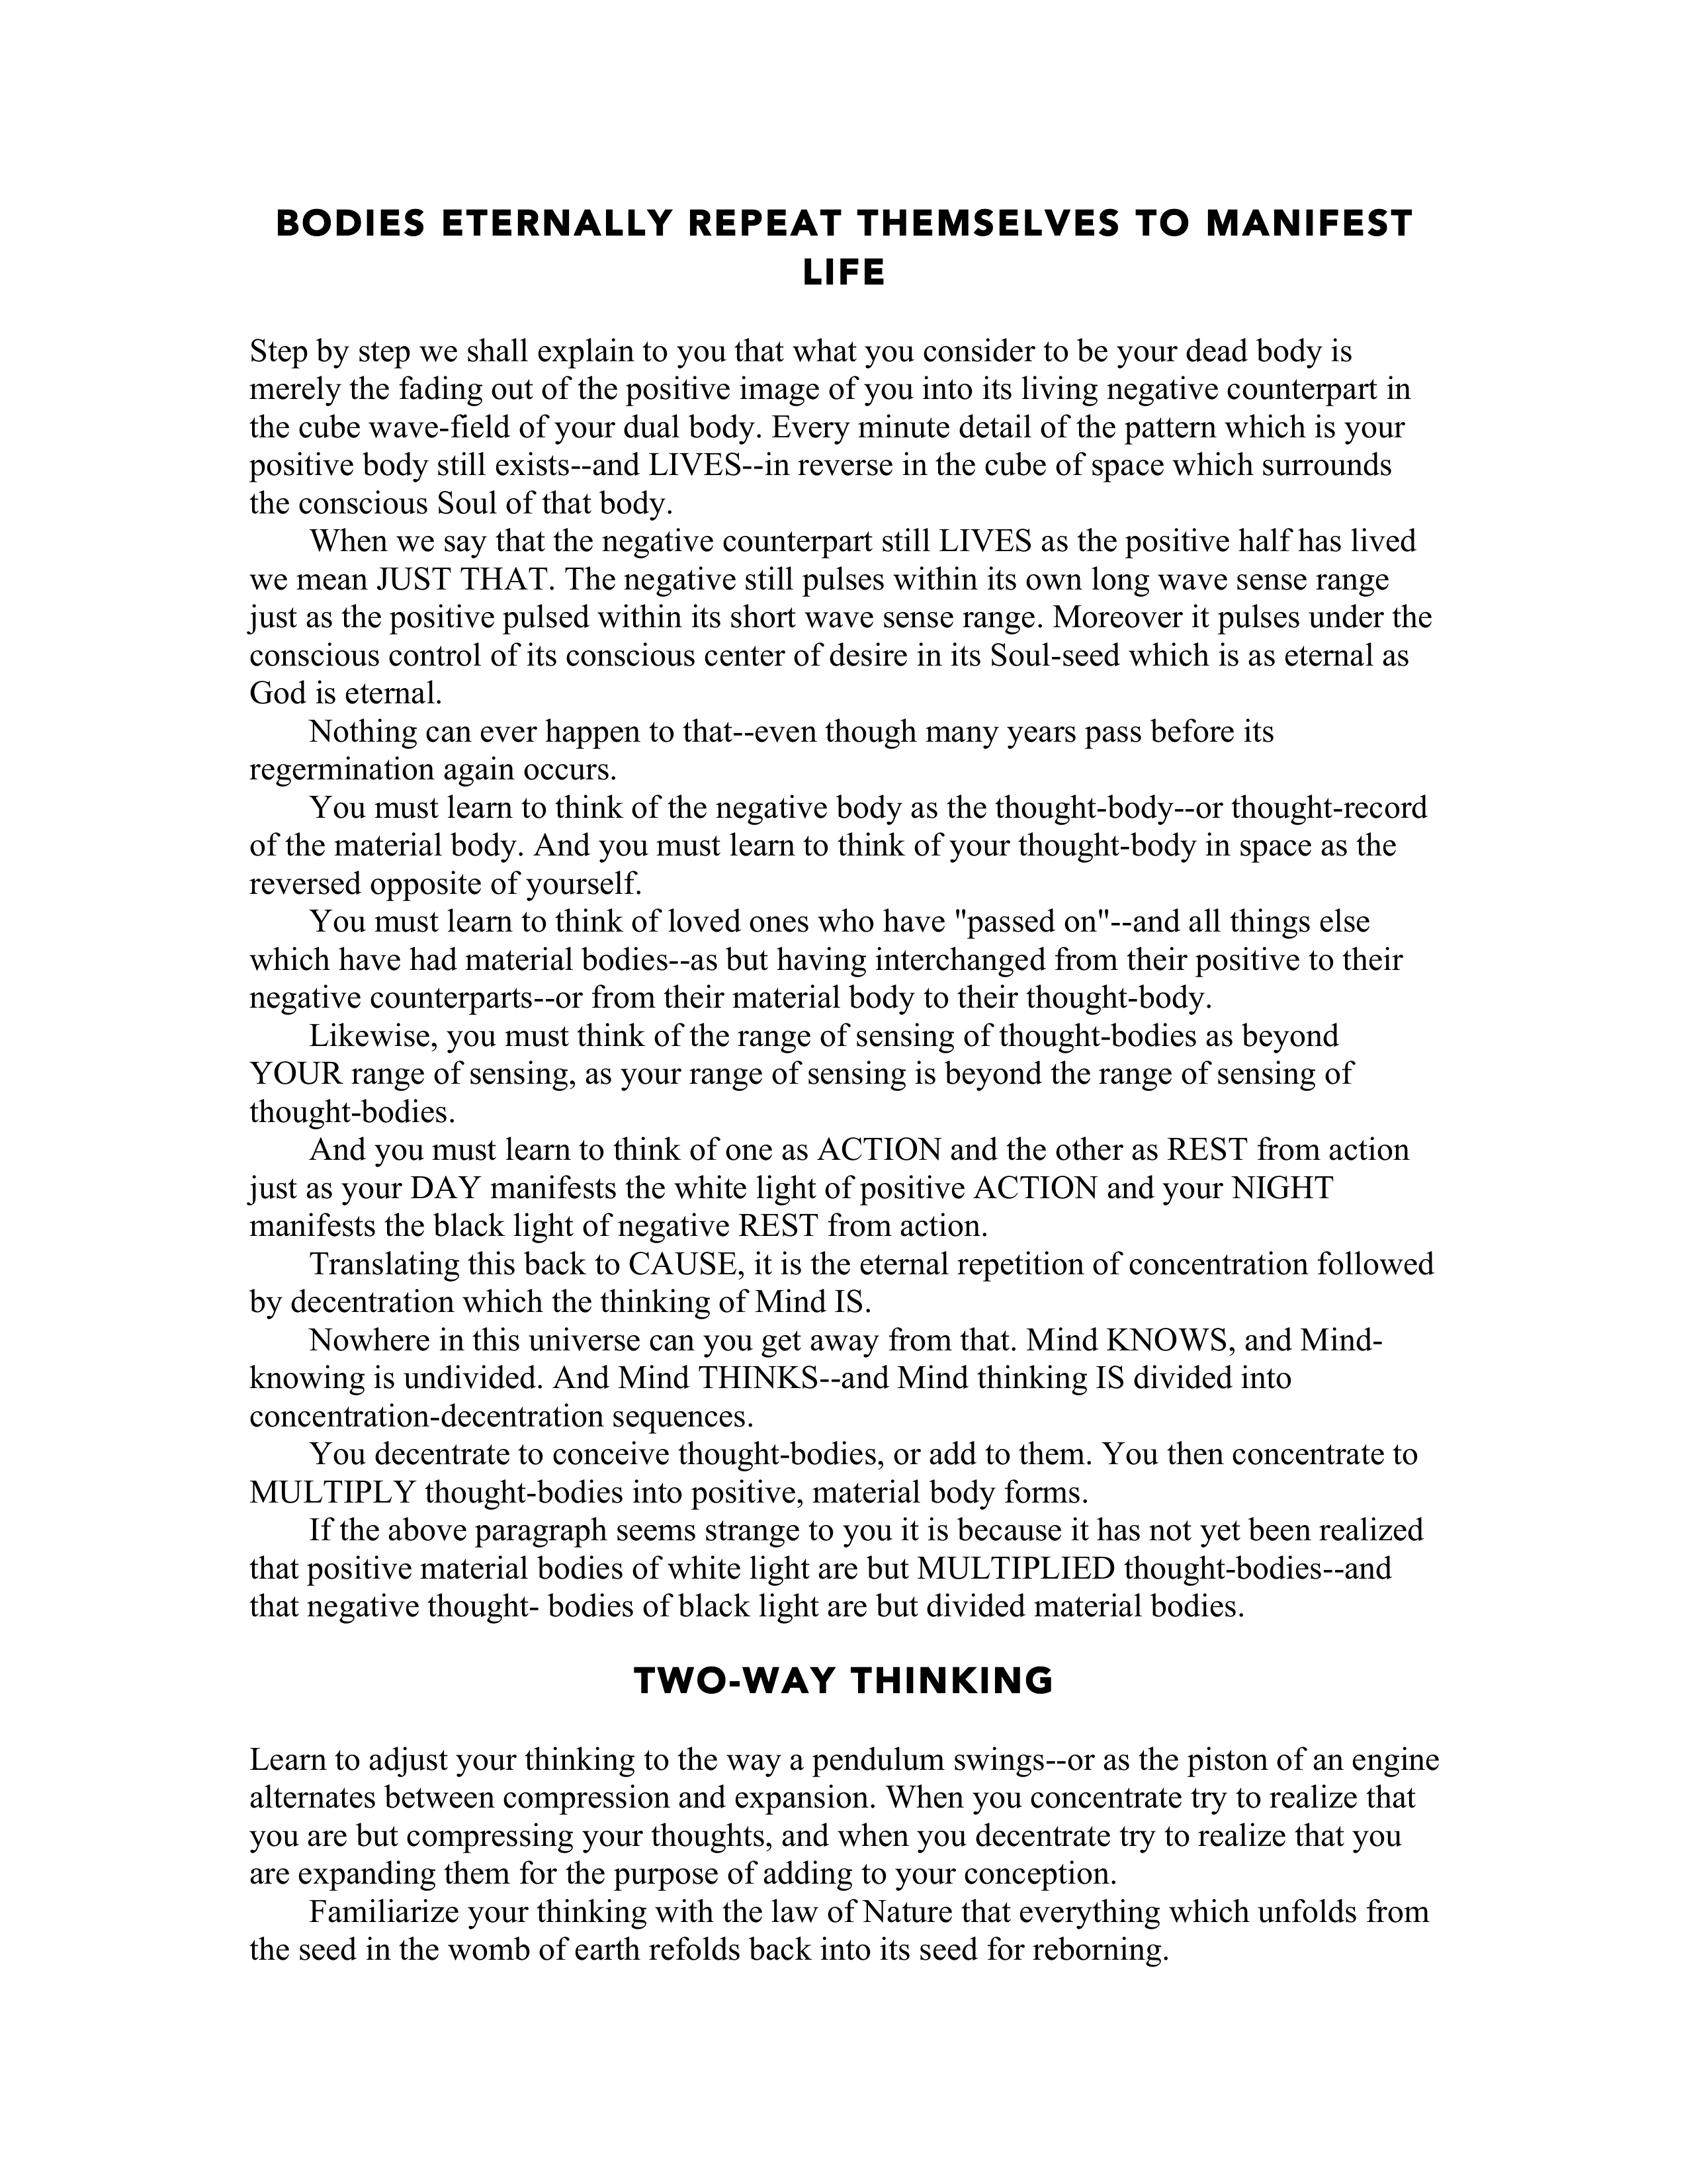 BODIES ETERNALLY REPEAT THEMSELVES TO MANIFEST
LIFE
Step by step we shall explain to you that what you consider to be your dead body is
merely the fading out of the positive image of you into its living negative counterpart in
the cube wave-field of your dual body. Every minute detail of the pattern which is your
positive body still exists--and LIVES--in reverse in the cube of space which surrounds
the conscious Soul of that body.
When we say that the negative counterpart still LIVES as the positive half has lived
we mean JUST THAT. The negative still pulses within its own long wave sense range
just as the positive pulsed within its short wave sense range. Moreover it pulses under the
conscious control of its conscious center of desire in its Soul-seed which is as eternal as
God is eternal.
Nothing can ever happen to that--even though many years pass before its
regermination again occurs.
You must learn to think of the negative body as the thought-body--or thought-record
of the material body. And you must learn to think of your thought-body in space as the
reversed opposite of yourself.
You must learn to think of loved ones who have "passed on"--and all things else
which have had material bodies--as but having interchanged from their positive to their
negative counterparts--or from their material body to their thought-body.
Likewise, you must think of the range of sensing of thought-bodies as beyond
YOUR range of sensing, as your range of sensing is beyond the range of sensing of
thought-bodies.
And you must learn to think of one as ACTION and the other as REST from action
just as your DAY manifests the white light of positive ACTION and your NIGHT
manifests the black light of negative REST from action.
Translating this back to CAUSE, it is the eternal repetition of concentration followed
by decentration which the thinking of Mind IS.
Nowhere in this universe can you get away from that. Mind KNOWS, and Mind-
knowing is undivided. And Mind THINKS--and Mind thinking IS divided into
concentration-decentration sequences.
You decentrate to conceive thought-bodies, or add to them. You then concentrate to
MULTIPLY thought-bodies into positive, material body forms.
If the above paragraph seems strange to you it is because it has not yet been realized
that positive material bodies of white light are but MULTIPLIED thought-bodies--and
that negative thought- bodies of black light are but divided material bodies.
TWO-WAY THINKING
Learn to adjust your thinking to the way a pendulum swings--or as the piston of an engine
alternates between compression and expansion. When you concentrate try to realize that
you are but compressing your thoughts, and when you decentrate try to realize that you
are expanding them for the purpose of adding to your conception.
Familiarize your thinking with the law of Nature that everything which unfolds from
the seed in the womb of earth refolds back into its seed for reborning.